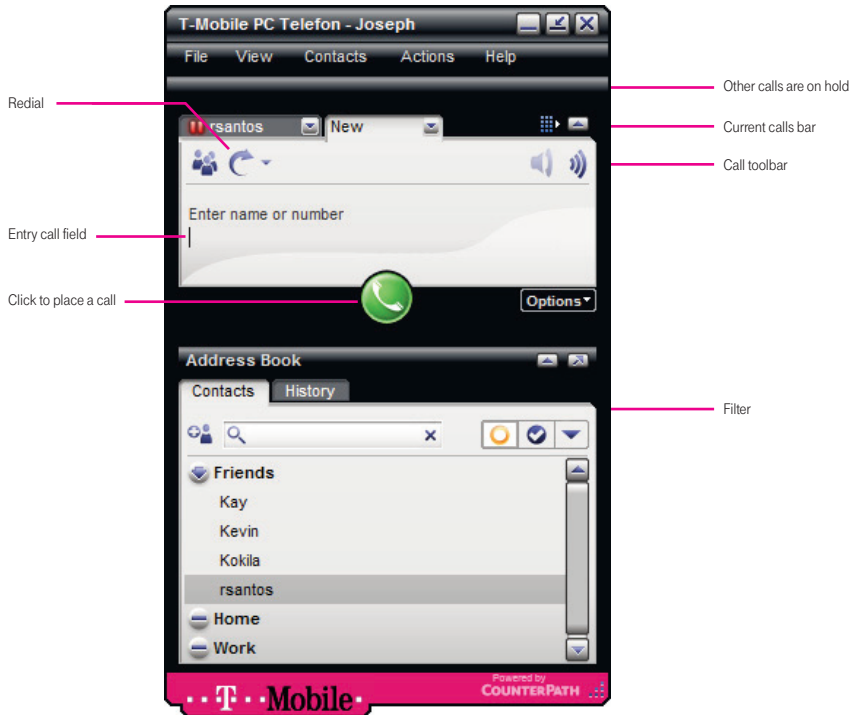 T-Mobile PC Telefon - Joseph
File View Contacts Actions Help
Other calls are on hold
Redial
rsantos New
Current calls bar
Call toolbar
Enter name or number
Entry call field
Click to place a call
Options
Address Book
Contacts History
Filter
Friends
Kay
Kevin
Kokila
rsantos
Home
Work
Powered by
COUNTERPATH
T Mobile